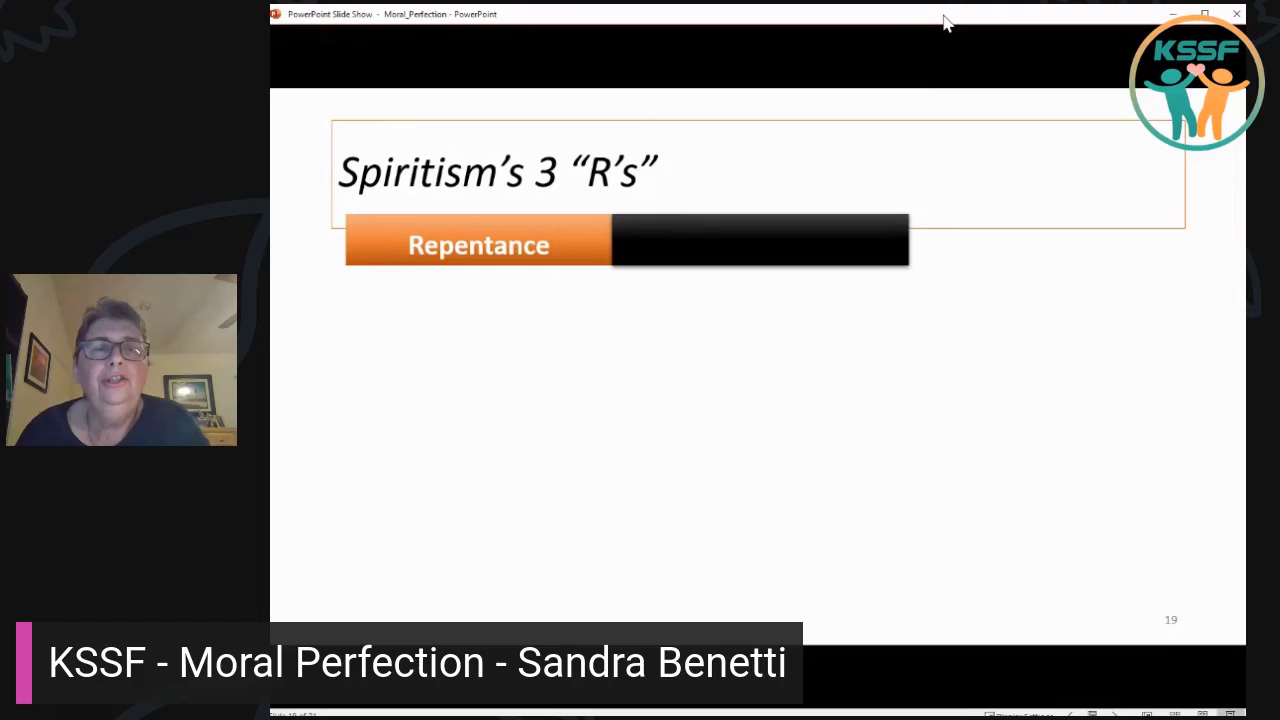 PowerPoint Slide Show - Moral_Perfection - PowerPoint
KSSF
Spiritism’s 3 “R’s”
Repentance
19
KSSF - Moral Perfection - Sandra Benetti